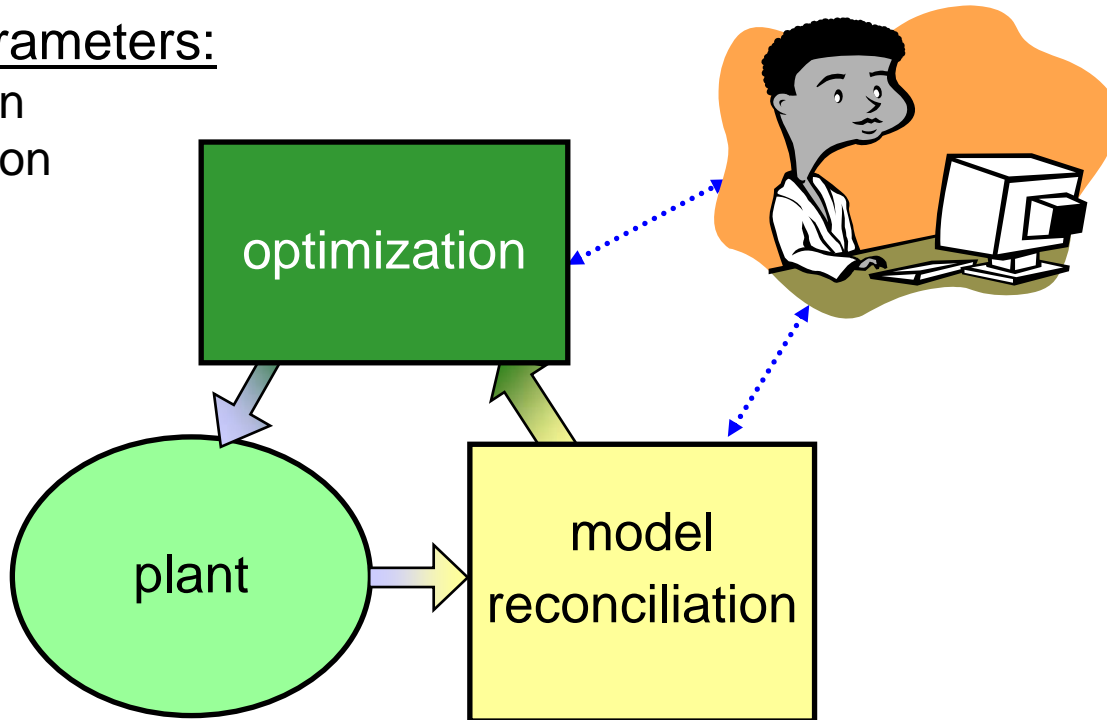 rameters:
n
on
optimization
plant
model
reconciliation